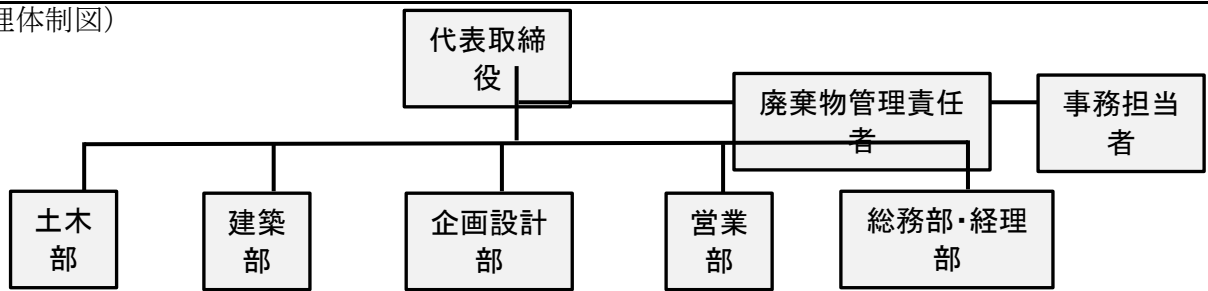 理体制図）
代表取締
役
廃棄物管理責任
者
事務担当
者
土木
部
建築
部
企画設計
部
営業
部
総務部・経理
部